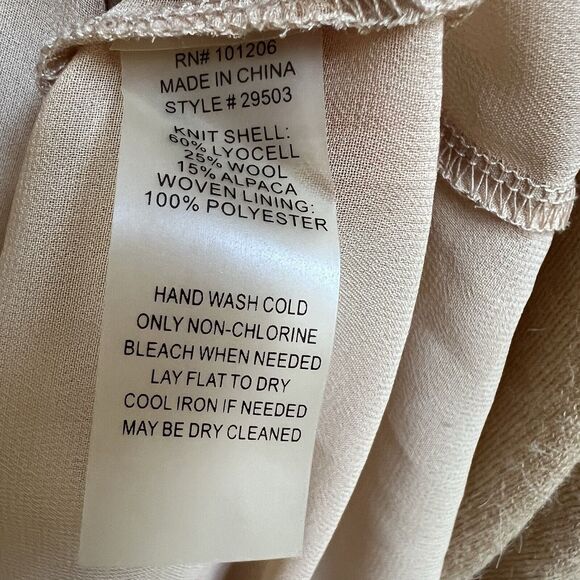 RN# 101206
MADE IN CHINA
STYLE # 29503
KNIT SHELL:
60% LYOCELL
25% WOOL
15% ALPACA
WOVEN LINING:
100% POLYESTER
HAND WASH COLD
ONLY NON-CHLORINE
BLEACH WHEN NEEDED
LAY FLAT TO DRY
COOL IRON IF NEEDED
MAY BE DRY CLEANED